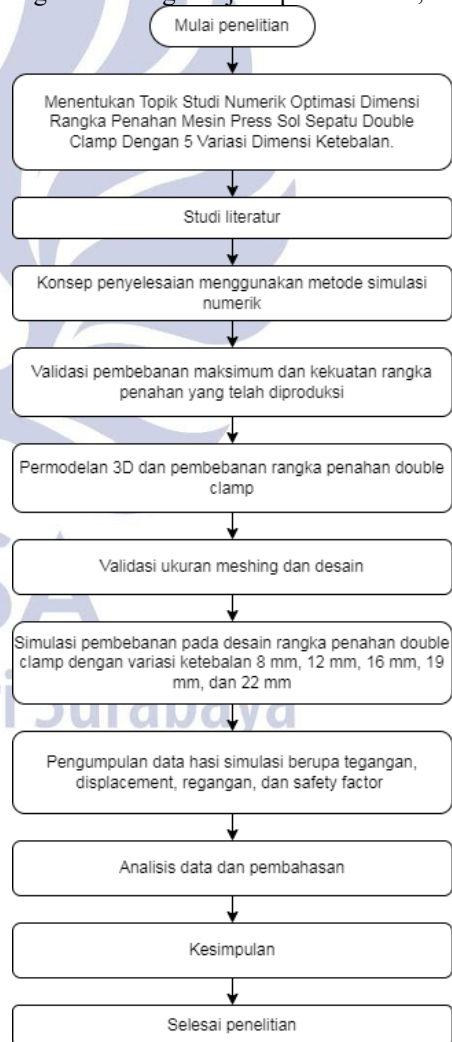 Mulai penelitian
Menentukan Topik Studi Numerik Optimasi Dimensi
Rangka Penahan Mesin Press Sol Sepatu Double
Clamp Dengan 5 Variasi Dimensi Ketebalan.
Studi literatur
Konsep penyelesaian menggunakan metode simulasi
numerik
Validasi pembebanan maksimum dan kekuatan rangka
penahan yang telah diproduksi
Permodelan 3D dan pembebanan rangka penahan double
clamp
Validasi ukuran meshing dan desain
Simulasi pembebanan pada desain rangka penahan double
clamp dengan variasi ketebalan 8 mm, 12 mm, 16 mm, 19
mm, dan 22 mm
Pengumpulan data hasi simulasi berupa tegangan,
displacement, regangan, dan safety factor
Analisis data dan pembahasan
Kesimpulan
Selesai penelitian